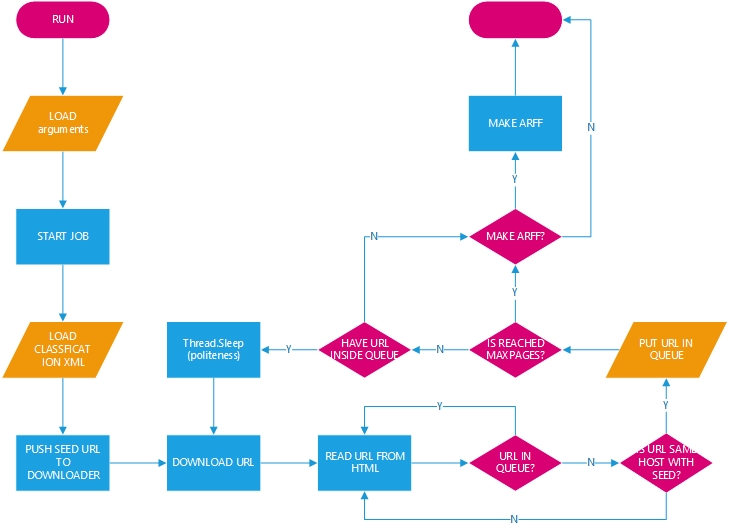 RUN
LOAD
arguments
START JOB
LOAD
CLASSFICAT
ION XML
PUSH SEED URL
TO
DOWNLOADER
DOWNLOAD URL
Thread.Sleep
(politeness)
Y
HAVE URL
INSIDE QUEUE
N
N
IS REACHED
MAXPAGES?
Y
MAKE ARFF?
Y
MAKE ARFF
N
PUT URL IN
QUEUE
Y
READ URL FROM
HTML
Y
URL IN
QUEUE?
N
IS URL SAME
HOST WITH
SEED?
N